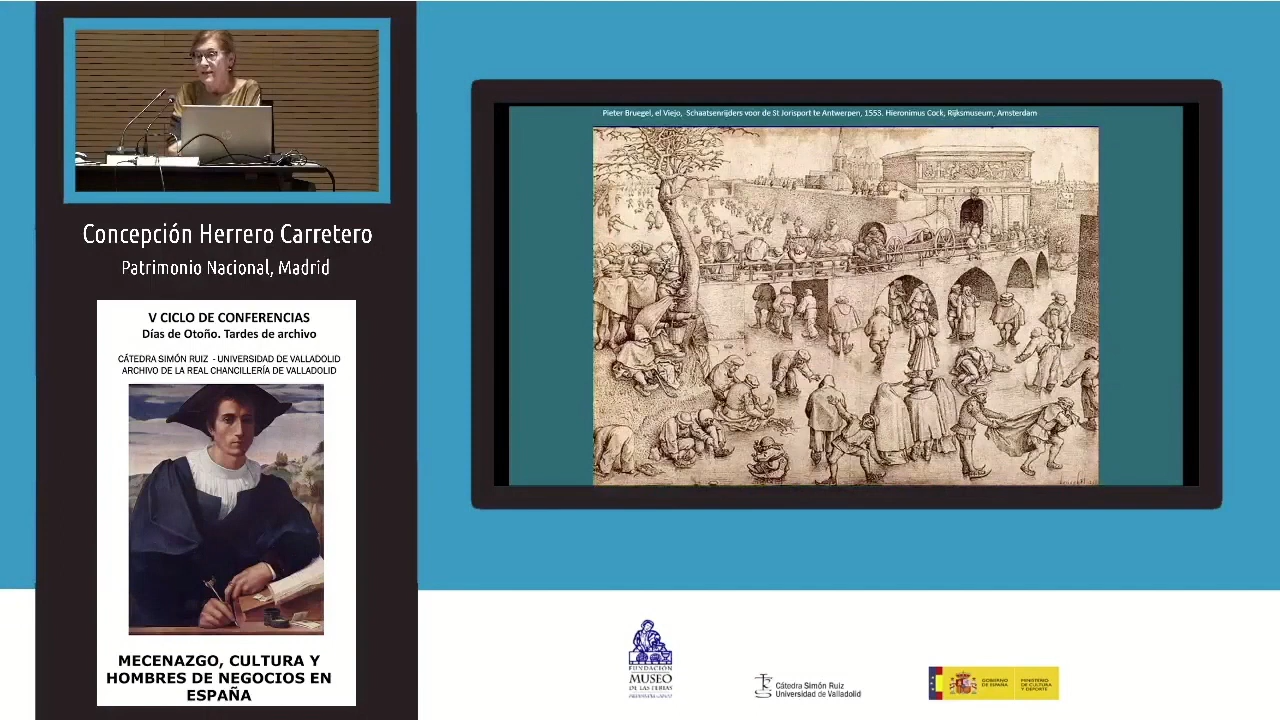 Pieter Bruegel, el Viejo, Schaatsenrijders voor de St Jorisport te Antwerpen, 1553. Hieronimus Cock, Rijksmuseum, Amsterdam
Concepción Herrero Carretero
Patrimonio Nacional, Madrid
V CICLO DE CONFERENCIAS
Días de Otoño. Tardes de archivo
CÁTEDRA SIMÓN RUIZ - UNIVERSIDAD DE VALLADOLID
ARCHIVO DE LA REAL CHANCILLERÍA DE VALLADOLID
MECENAZGO, CULTURA Y
HOMBRES DE NEGOCIOS EN
ESPAÑA
FUNDACIÓN
MUSEO
DE LAS FERIAS
Cátedra Simón Ruiz
Universidad de Valladolid
GOBIERNO
DE ESPAÑA
MINISTERIO
DE CULTURA
Y DEPORTE